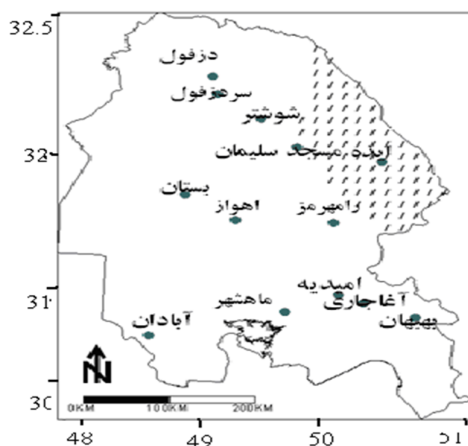 32.5
دزفول
سردزفول
شوشتر
32
ایذه مسجد سلیمان
بستان
اهواز
رامهرمز
31
امیدیه
آغاجاری
ماهشهر
بهبهان
آبادان
N
30
0KM 100KM 200KM
48 49 50 51